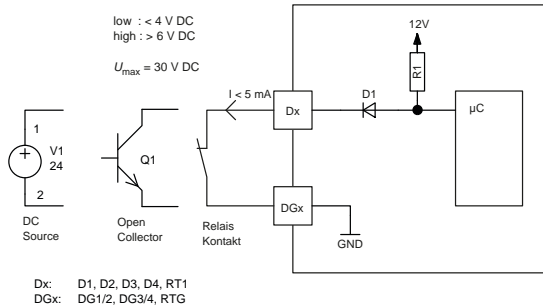 low : < 4 V DC
high : > 6 V DC
Umax = 30 V DC
12V
R1
I < 5 mA
Dx
D1
µC
1
V1
24
2
Q1
DGx
GND
DC
Source
Open
Collector
Relais
Kontakt
Dx: D1, D2, D3, D4, RT1
DGx: DG1/2, DG3/4, RTG